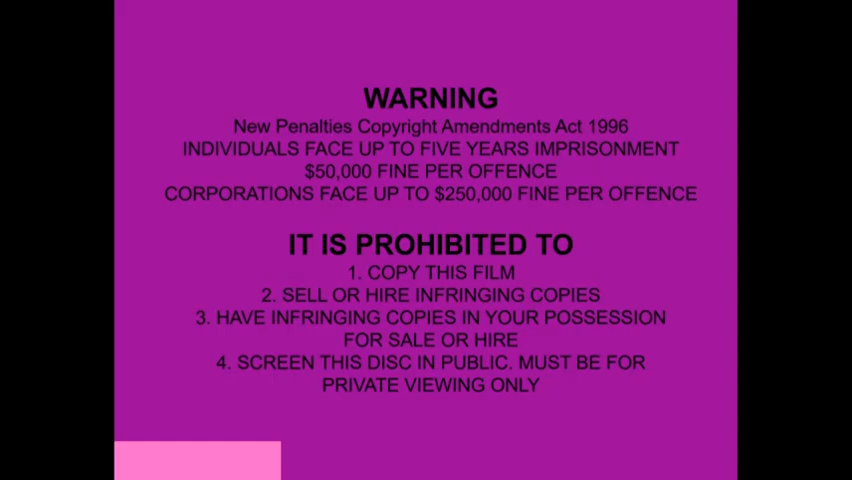 WARNING
New Penalties Copyright Amendments Act 1996
INDIVIDUALS FACE UP TO FIVE YEARS IMPRISONMENT
$50,000 FINE PER OFFENCE
CORPORATIONS FACE UP TO $250,000 FINE PER OFFENCE
IT IS PROHIBITED TO
1. COPY THIS FILM
2. SELL OR HIRE INFRINGING COPIES
3. HAVE INFRINGING COPIES IN YOUR POSSESSION
FOR SALE OR HIRE
4. SCREEN THIS DISC IN PUBLIC. MUST BE FOR
PRIVATE VIEWING ONLY